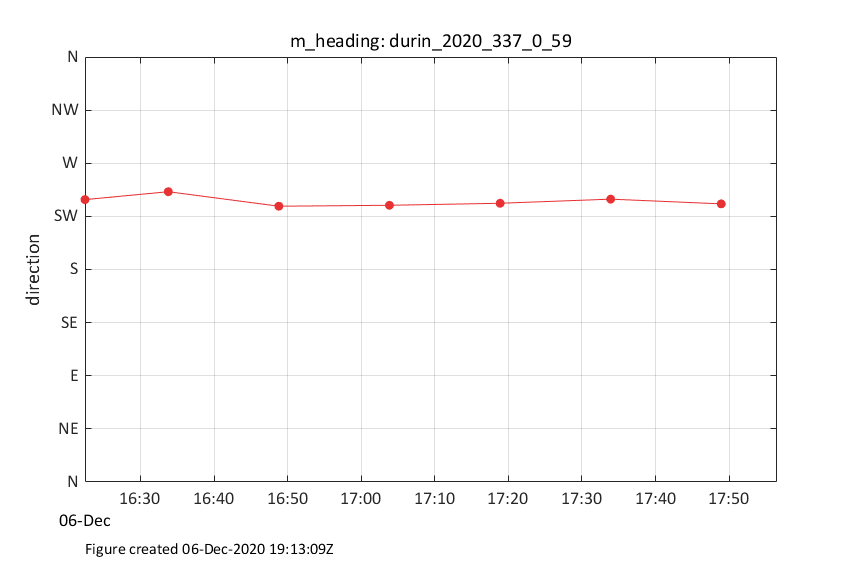 m_heading: durin_2020_337_0_59
N
NW
W
SW
S
SE
E
NE
N
direction
16:30 16:40 16:50 17:00 17:10 17:20 17:30 17:40 17:50
06-Dec
Figure created 06-Dec-2020 19:13:09Z